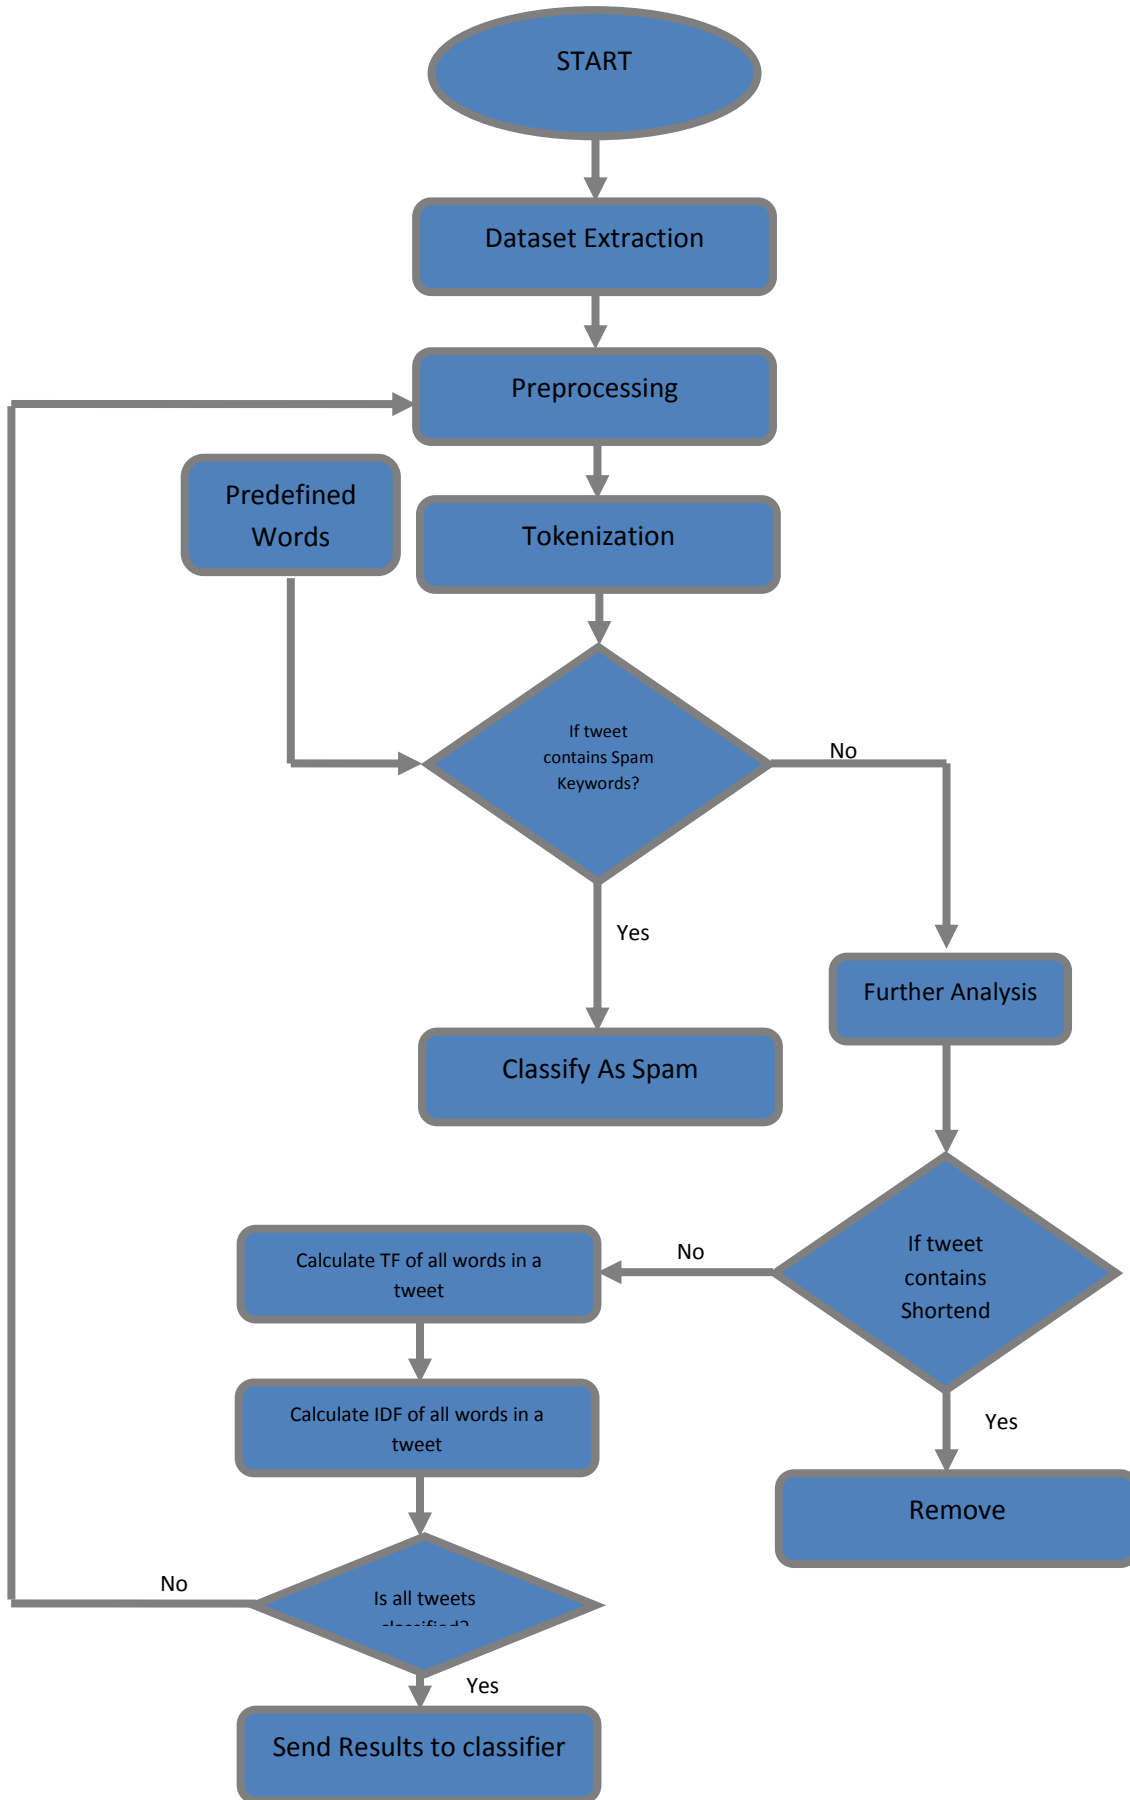 START
Dataset Extraction
Preprocessing
Predefined
Words
Tokenization
If tweet
contains Spam
Keywords?
No
Yes
Further Analysis
Classify As Spam
If tweet
contains
Shortend
No
Calculate TF of all words in a
tweet
Calculate IDF of all words in a
tweet
Yes
Remove
No
Is all tweets
classified?
Yes
Send Results to classifier